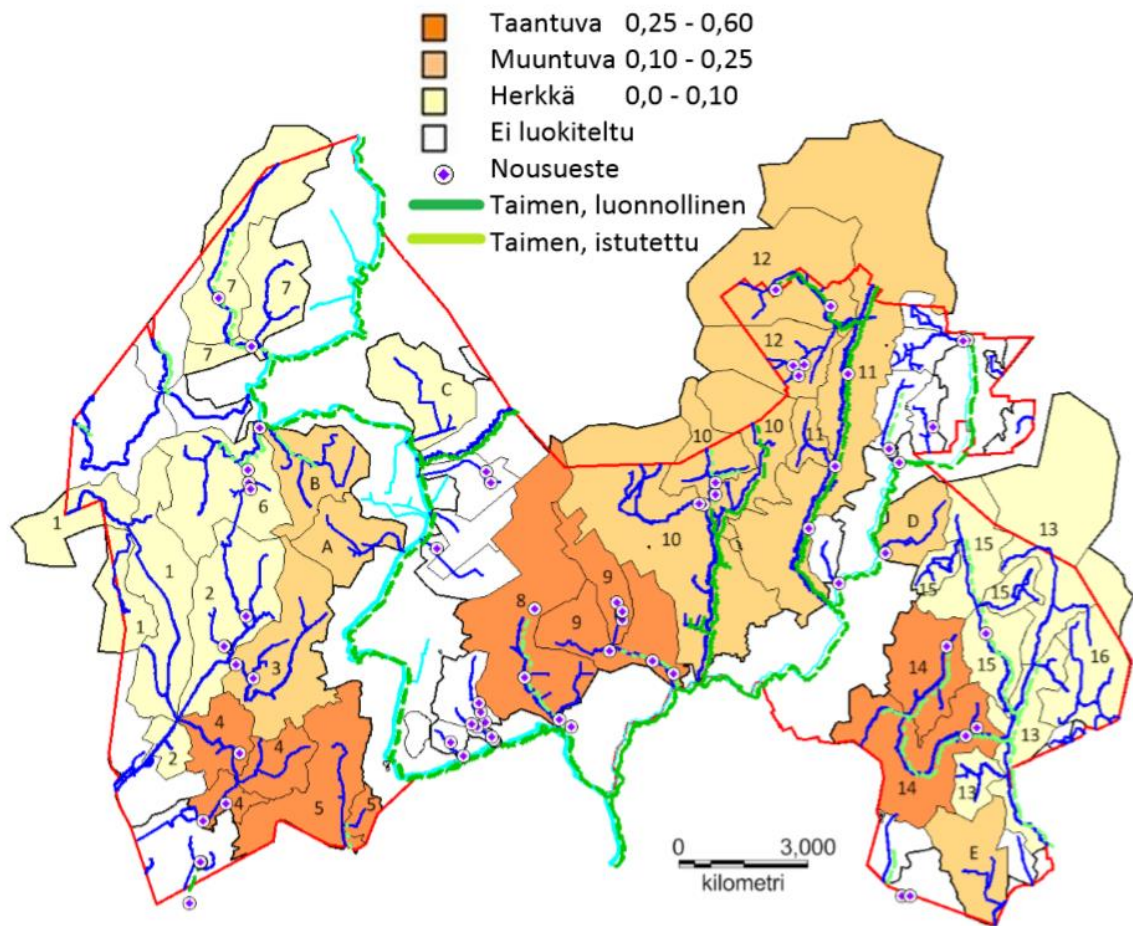 Taantuva 0,25 - 0,60
Muuntuva 0,10 - 0,25
Herkkä 0,0 - 0,10
Ei luokiteltu
Nousueste
Taimen, luonnollinen
Taimen, istutettu
12
7 7
12
7
11
C
10 10 11
B 6
1
13
D
A
10
15 13
1 2
9
15
15
8
9
1
14 15 16
3
4 4
13
2
14 13
4 5 5
0 3,000
kilometri
E